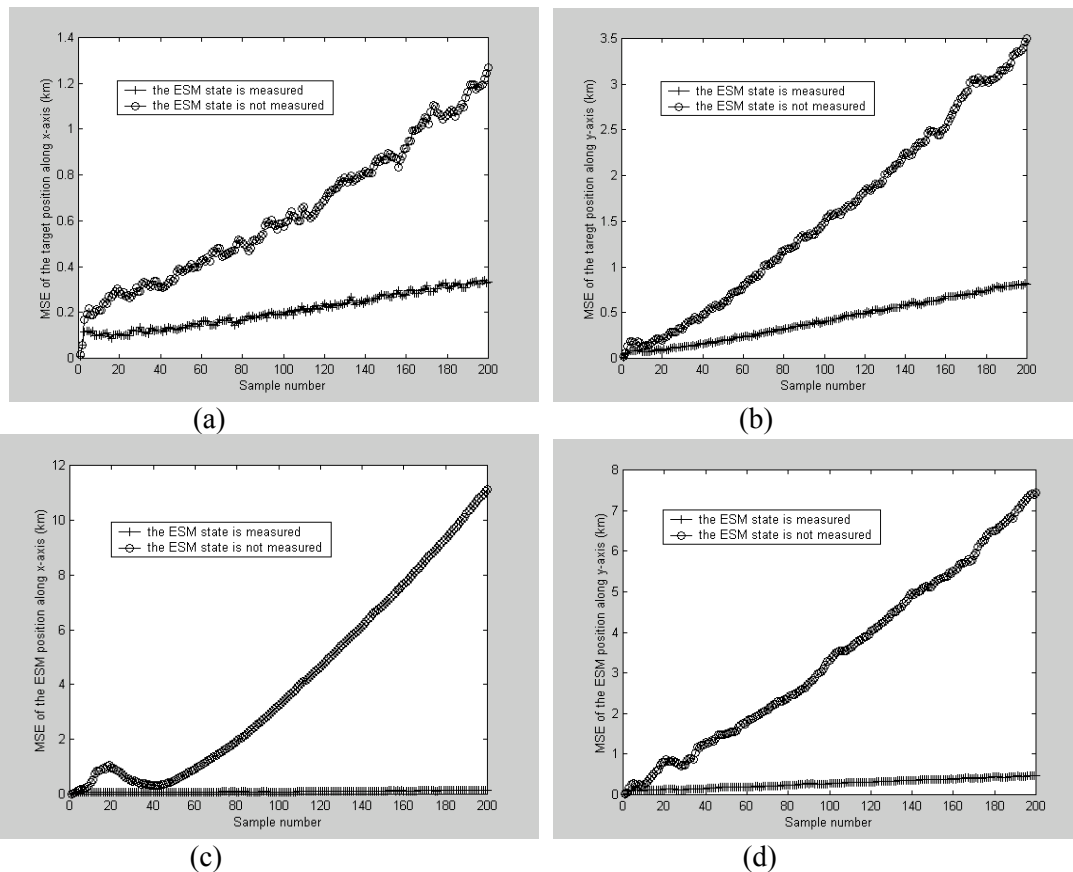 1.4
1.2
1
0.8
0.6
0.4
0.2
0
MSE of the target position along x-axis (km)
the ESM state is measured
the ESM state is not measured
0 20 40 60 80 100 120 140 160 180 200
Sample number
(a)
3.5
3
2.5
2
1.5
1
0.5
0
MSE of the taregt position along y-axis (km)
the ESM state is measured
the ESM state is not measured
0 20 40 60 80 100 120 140 160 180 200
Sample number
(b)
12
10
8
6
4
2
0
MSE of the ESM position along x-axis (km)
the ESM state is measured
the ESM state is not measured
0 20 40 60 80 100 120 140 160 180 200
Sample number
(c)
8
7
6
5
4
3
2
1
0
MSE of the ESM position along y-axis (km)
the ESM state is measured
the ESM state is not measured
0 20 40 60 80 100 120 140 160 180 200
Sample number
(d)